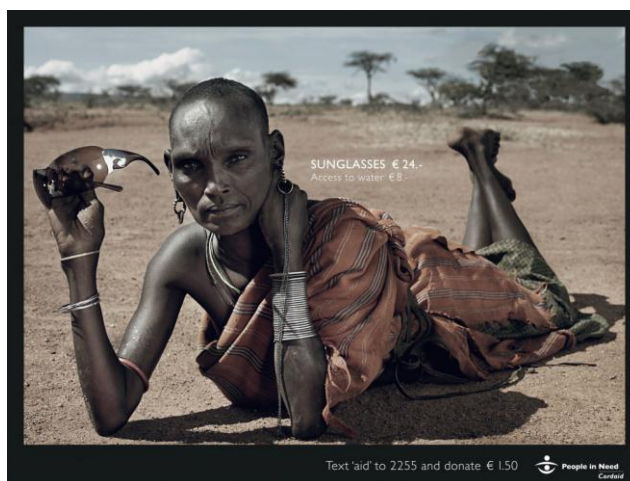 SUNGLASSES € 24.-
Access to water € 8.-
Text 'aid' to 2255 and donate € 1.50
People in Need
Cordaid